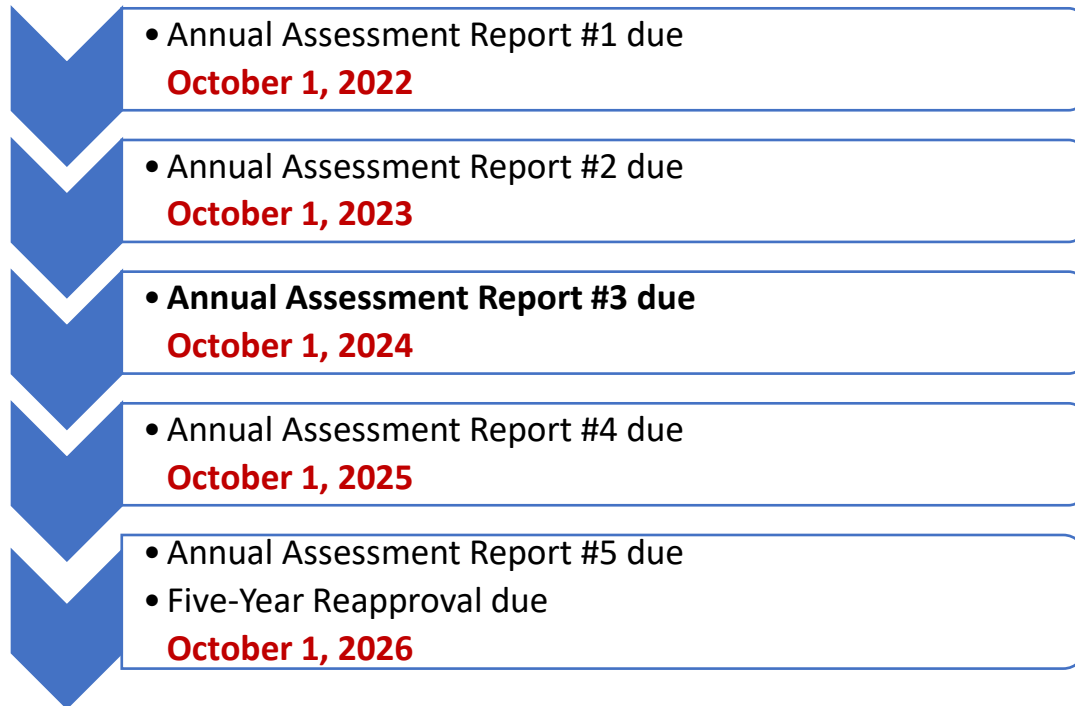 • Annual Assessment Report #1 due
October 1, 2022
• Annual Assessment Report #2 due
October 1, 2023
• Annual Assessment Report #3 due
October 1, 2024
• Annual Assessment Report #4 due
October 1, 2025
• Annual Assessment Report #5 due
• Five-Year Reapproval due
October 1, 2026